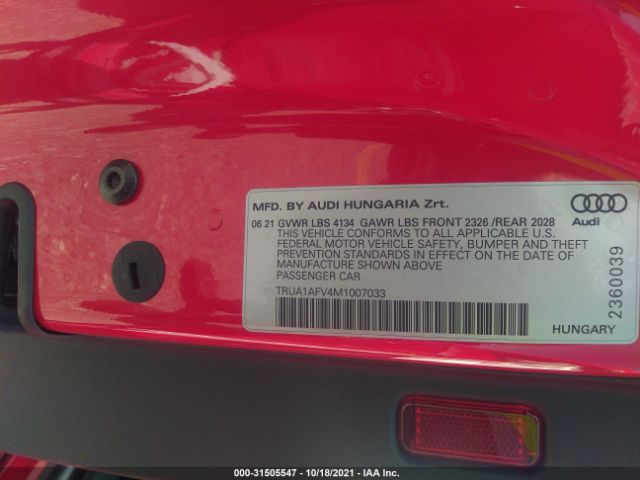 MFD. BY AUDI HUNGARIA Zrt.
06 21 GVWR LBS 4134 GAWR LBS FRONT 2326 /REAR 2028
THIS VEHICLE CONFORMS TO ALL APPLICABLE U.S.
FEDERAL MOTOR VEHICLE SAFETY, BUMPER AND THEFT
PREVENTION STANDARDS IN EFFECT ON THE DATE OF
MANUFACTURE SHOWN ABOVE
PASSENGER CAR
TRUA1AFV4M1007033
Audi
2360039
HUNGARY
000-31505547 - 10/18/2021 - IAA Inc.